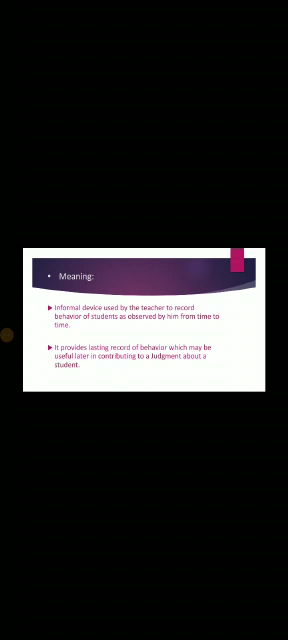 • Meaning:
▶ Informal device used by the teacher to record
behavior of students as observed by him from time to
time.
▶ It provides lasting record of behavior which may be
useful later in contributing to a Judgment about a
student.